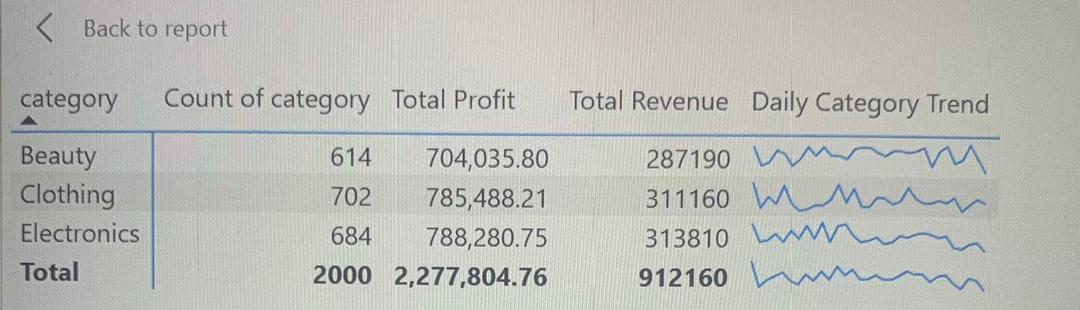 Back to report
category Count of category Total Profit Total Revenue Daily Category Trend
Beauty 614 704,035.80 287190
Clothing 702 785,488.21 311160
Electronics 684 788,280.75 313810
Total 2000 2,277,804.76 912160